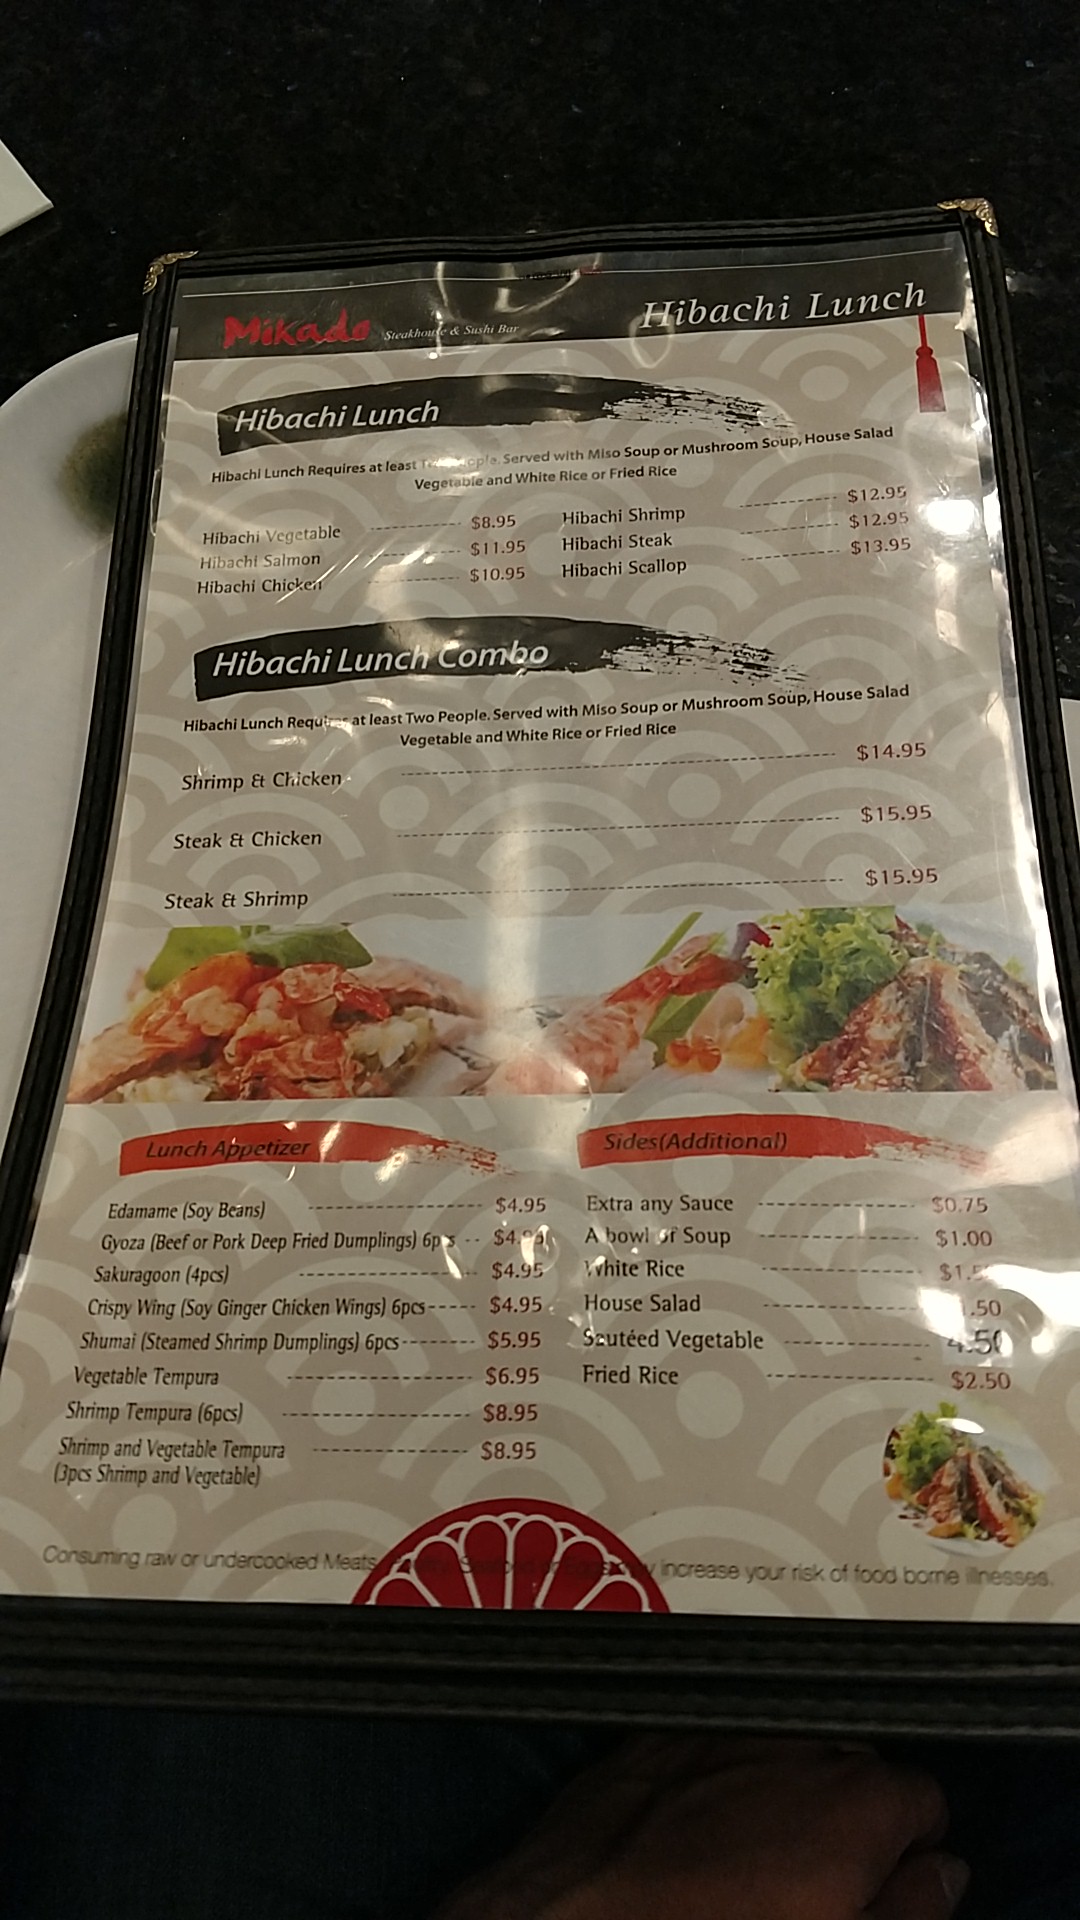 Mikado Steakhouse & Sushi Bar
Hibachi Lunch
Hibachi Lunch
Hibachi Lunch Requires at least Two People. Served with Miso Soup or Mushroom Soup, House Salad
Vegetable and White Rice or Fried Rice
Hibachi Vegetable $8.95
Hibachi Salmon $11.95
Hibachi Chicken $10.95
Hibachi Shrimp $12.95
Hibachi Steak $12.95
Hibachi Scallop $13.95
Hibachi Lunch Combo
Hibachi Lunch Requires at least Two People. Served with Miso Soup or Mushroom Soup, House Salad
Vegetable and White Rice or Fried Rice
Shrimp & Chicken $14.95
Steak & Chicken $15.95
Steak & Shrimp $15.95
Lunch Appetizer
Edamame (Soy Beans) $4.95
Gyoza (Beef or Pork Deep Fried Dumplings) 6pcs
Sakuragoon (4pcs) $4.95
Crispy Wing (Soy Ginger Chicken Wings) 6pcs $4.95
Shumai (Steamed Shrimp Dumplings) 6pcs $5.95
Vegetable Tempura $6.95
Shrimp Tempura (6pcs) $8.95
Shrimp and Vegetable Tempura $8.95
(3pcs Shrimp and Vegetable)
Sides(Additional)
Extra any Sauce $0.75
A bowl of Soup $1.00
White Rice
House Salad
Sautéed Vegetable 4.50
Fried Rice $2.50
Consuming raw or undercooked Meats, increase your risk of food borne illnesses.